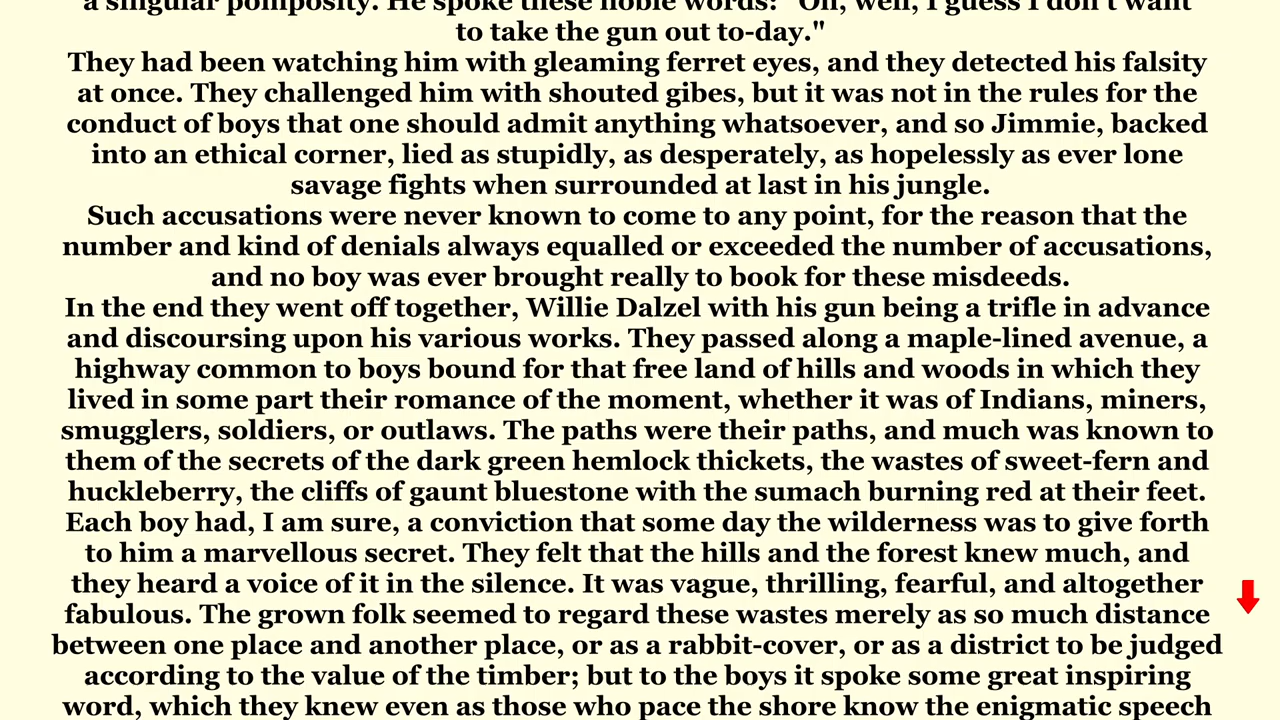 a singular pomposity. He spoke these noble words: "Oh, well, I guess I don't want
to take the gun out to-day."
They had been watching him with gleaming ferret eyes, and they detected his falsity
at once. They challenged him with shouted gibes, but it was not in the rules for the
conduct of boys that one should admit anything whatsoever, and so Jimmie, backed
into an ethical corner, lied as stupidly, as desperately, as hopelessly as ever lone
savage fights when surrounded at last in his jungle.
Such accusations were never known to come to any point, for the reason that the
number and kind of denials always equalled or exceeded the number of accusations,
and no boy was ever brought really to book for these misdeeds.
In the end they went off together, Willie Dalzel with his gun being a trifle in advance
and discoursing upon his various works. They passed along a maple-lined avenue, a
highway common to boys bound for that free land of hills and woods in which they
lived in some part their romance of the moment, whether it was of Indians, miners,
smugglers, soldiers, or outlaws. The paths were their paths, and much was known to
them of the secrets of the dark green hemlock thickets, the wastes of sweet-fern and
huckleberry, the cliffs of gaunt bluestone with the sumach burning red at their feet.
Each boy had, I am sure, a conviction that some day the wilderness was to give forth
to him a marvellous secret. They felt that the hills and the forest knew much, and
they heard a voice of it in the silence. It was vague, thrilling, fearful, and altogether
fabulous. The grown folk seemed to regard these wastes merely as so much distance
between one place and another place, or as a rabbit-cover, or as a district to be judged
according to the value of the timber; but to the boys it spoke some great inspiring
word, which they knew even as those who pace the shore know the enigmatic speech